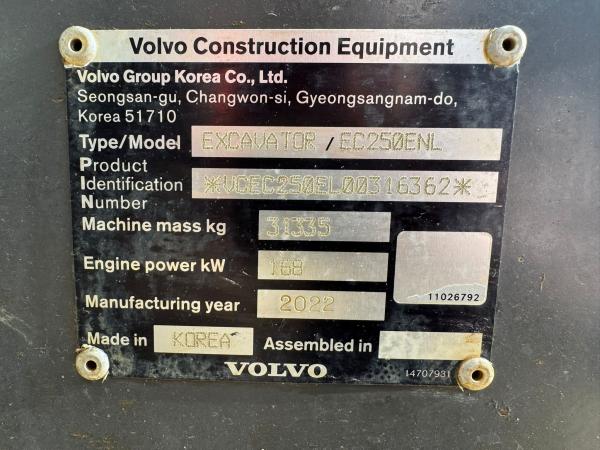 Volvo Construction Equipment
Volvo Group Korea Co., Ltd.
Seongsan-gu, Changwon-si, Gyeongsangnam-do,
Korea 51710
Type/Model EXCAVATOR / EC250ENL
Product
Identification *VCEC250EL00316362*
Number
Machine mass kg 31335
Engine power kW 168
11026792
Manufacturing year 2022
Made in KOREA Assembled in
VOLVO 14707931